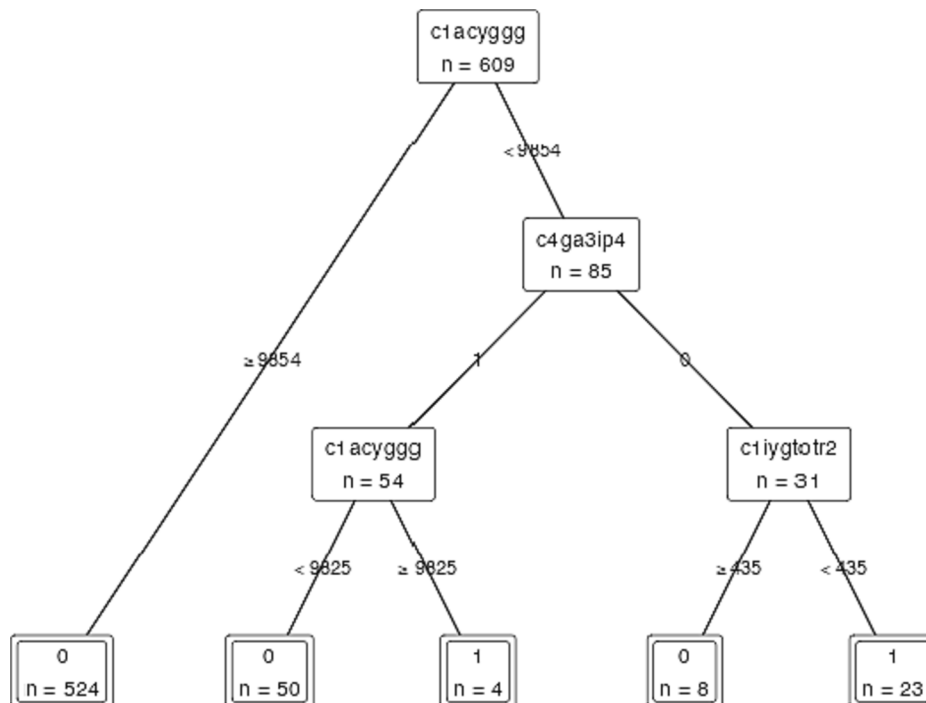 c1acyggg
n = 609
< 9854
c4ga3ip4
n = 85
≥ 9854
1
0
c1acyggg
n = 54
c1iygtotr2
n = 31
< 9825
≥ 9825
≥ 435
< 435
0
n = 524
0
n = 50
1
n = 4
0
n = 8
1
n = 23